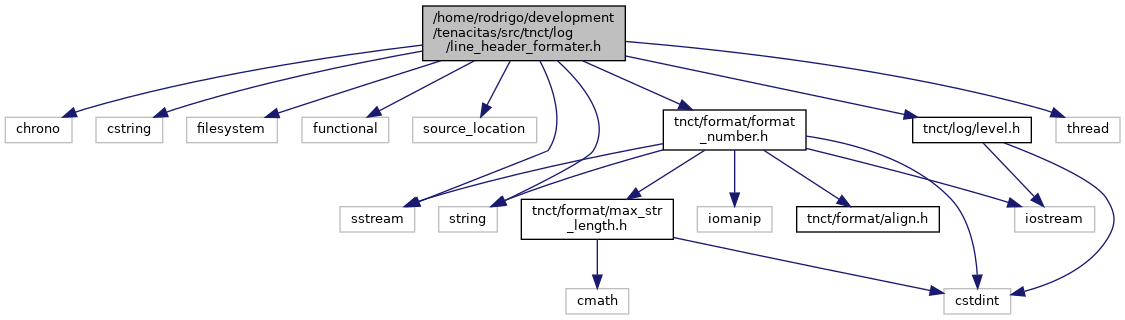 /home/rodrigo/development
/tenacitas/src/tnct/log
/line_header_formater.h
chrono
cstring
filesystem
functional
source_location
tnct/format/format
_number.h
tnct/log/level.h
thread
sstream
string
tnct/format/max_str
_length.h
iomanip
tnct/format/align.h
iostream
cmath
cstdint